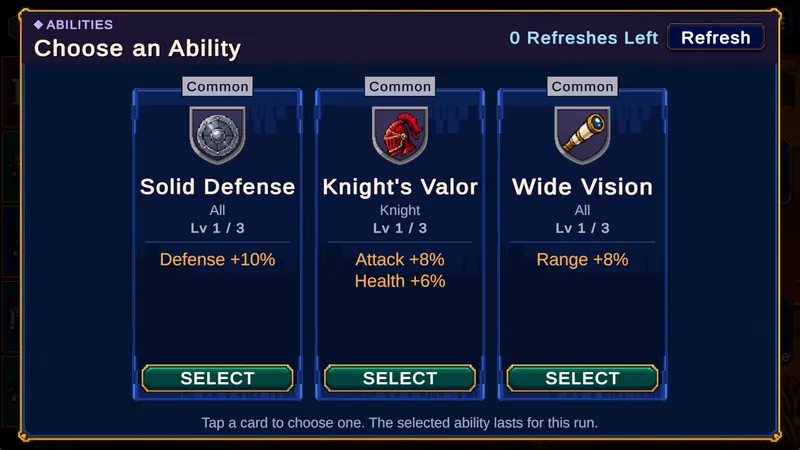 ABILITIES
Choose an Ability
0 Refreshes Left
Refresh
Common
Solid Defense
All
Lv 1 / 3
Defense +10%
SELECT
Common
Knight's Valor
Knight
Lv 1 / 3
Attack +8%
Health +6%
SELECT
Common
Wide Vision
All
Lv 1 / 3
Range +8%
SELECT
Tap a card to choose one. The selected ability lasts for this run.